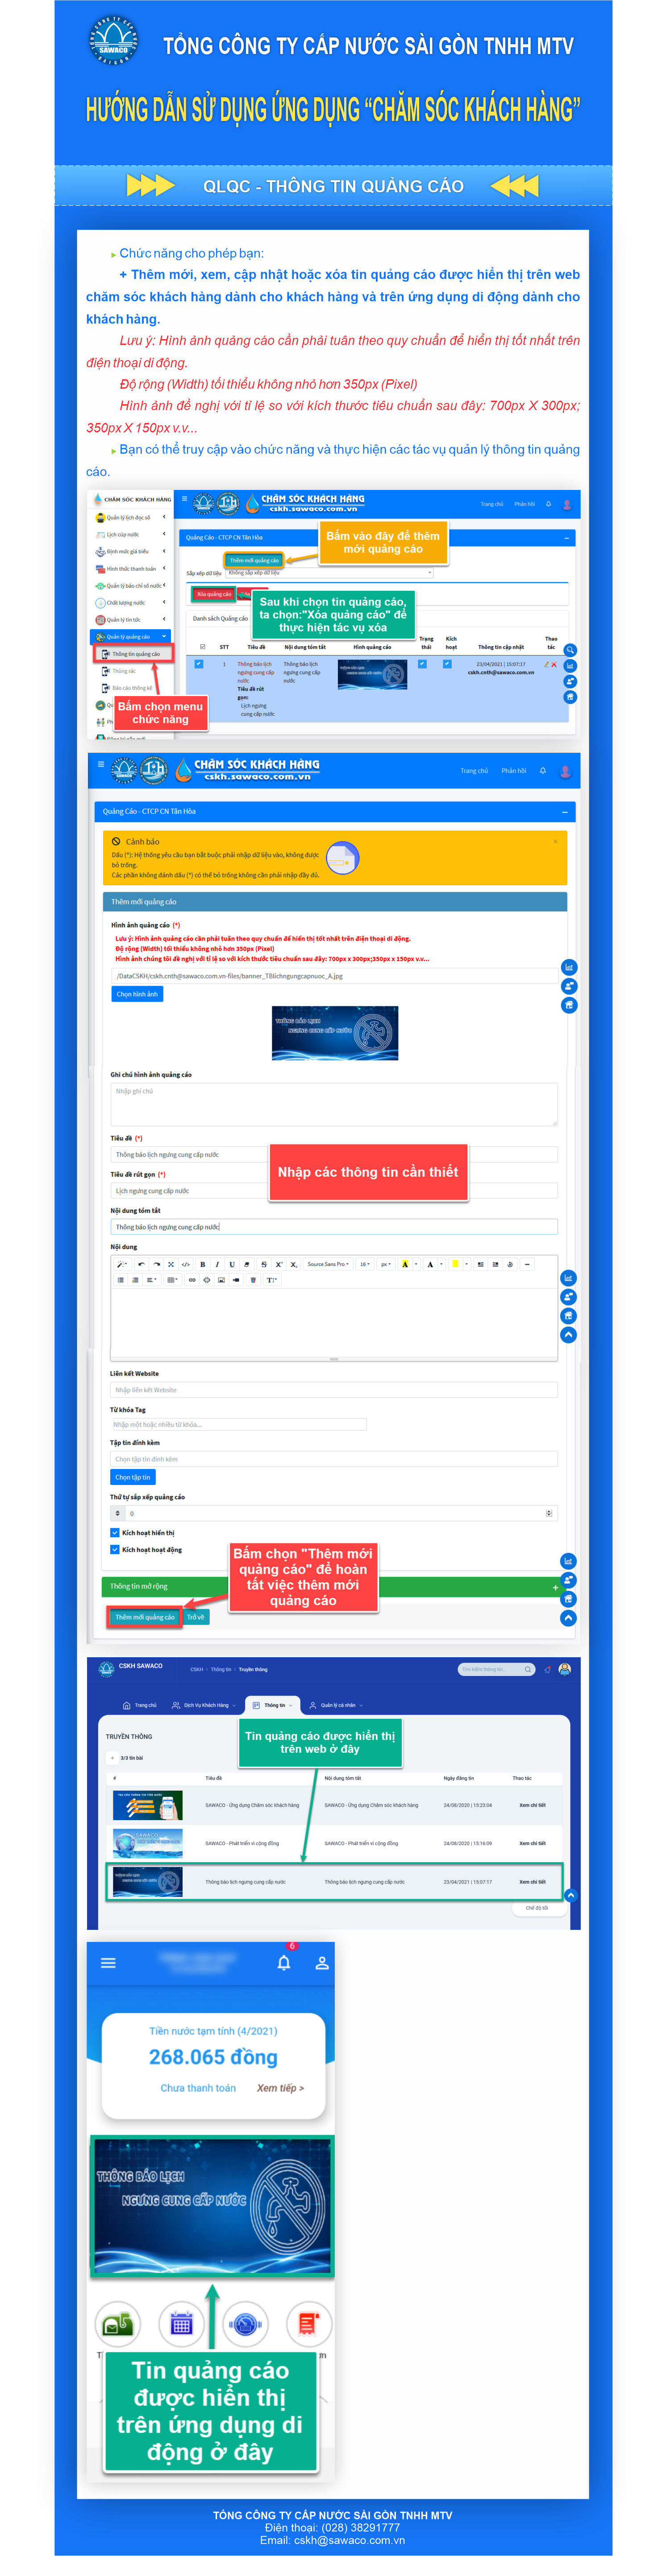 SAWACO
TỔNG CÔNG TY CẤP NƯỚC SÀI GÒN TNHH MTV
HƯỚNG DẪN SỬ DỤNG ỨNG DỤNG “CHĂM SÓC KHÁCH HÀNG”
QLQC - THÔNG TIN QUẢNG CÁO
Chức năng cho phép bạn:
+ Thêm mới, xem, cập nhật hoặc xóa tin quảng cáo được hiển thị trên web
chăm sóc khách hàng dành cho khách hàng và trên ứng dụng di động dành cho
khách hàng.
Lưu ý: Hình ảnh quảng cáo cần phải tuân theo quy chuẩn để hiển thị tốt nhất trên
điện thoại di động.
Độ rộng (Width) tối thiểu không nhỏ hơn 350px (Pixel)
Hình ảnh đề nghị với tỉ lệ so với kích thước tiêu chuẩn sau đây: 700px X 300px;
350px X 150px v.v...
Bạn có thể truy cập vào chức năng và thực hiện các tác vụ quản lý thông tin quảng
cáo.
CHĂM SÓC KHÁCH HÀNG
CHĂM SÓC KHÁCH HÀNG
cskh.sawaco.com.vn
Trang chủ
Phản hồi
Quản lý lịch đọc số
Lịch cúp nước
Định mức giá biểu
Hình thức thanh toán
Quản lý báo chỉ số nước
Chất lượng nước
Quản lý tin tức
Quản lý quảng cáo
Thông tin quảng cáo
Thùng rác
Báo cáo thống kê
Quảng Cáo - CTCP CN Tân Hòa
Thêm mới quảng cáo
Bấm vào đây để thêm
mới quảng cáo
Sắp xếp dữ liệu
Không sắp xếp dữ liệu
Xóa quảng cáo
Sau khi chọn tin quảng cáo,
ta chọn:"Xóa quảng cáo" để
thực hiện tác vụ xóa
Danh sách Quảng cáo
STT
Tiêu đề
Nội dung tóm tắt
Hình quảng cáo
Trạng
thái
Kích
hoạt
Thông tin cập nhật
Thao
tác
1
Thông báo lịch
ngưng cung cấp
nước
Tiêu đề rút
gọn:
Lịch ngưng
cung cấp nước
Thông báo lịch
ngưng cung cấp
nước
23/04/2021 | 15:07:17
cskh.cnth@sawaco.com.vn
Bấm chọn menu
chức năng
CHĂM SÓC KHÁCH HÀNG
cskh.sawaco.com.vn
Trang chủ
Phản hồi
Quảng Cáo - CTCP CN Tân Hòa
Cảnh báo
Dấu (*): Hệ thống yêu cầu bạn bắt buộc phải nhập dữ liệu vào, không được
bỏ trống.
Các phần không đánh dấu (*) có thể bỏ trống không cần phải nhập đầy đủ.
Thêm mới quảng cáo
Hình ảnh quảng cáo (*)
Lưu ý: Hình ảnh quảng cáo cần phải tuân theo quy chuẩn để hiển thị tốt nhất trên điện thoại di động.
Độ rộng (Width) tối thiểu không nhỏ hơn 350px (Pixel)
Hình ảnh chúng tôi đề nghị với tỉ lệ so với kích thước tiêu chuẩn sau đây: 700px x 300px;350px x 150px v.v...
/DataCSKH/cskh.cnth@sawaco.com.vn-files/banner_TBlichngungcapnuoc_A.jpg
Chọn hình ảnh
THÔNG BÁO LỊCH
NGƯNG CUNG CẤP NƯỚC
Ghi chú hình ảnh quảng cáo
Nhập ghi chú
Tiêu đề (*)
Thông báo lịch ngưng cung cấp nước
Nhập các thông tin cần thiết
Tiêu đề rút gọn (*)
Lịch ngưng cung cấp nước
Nội dung tóm tắt
Thông báo lịch ngưng cung cấp nước
Nội dung
Source Sans Pro
16
px
Liên kết Website
Nhập liên kết Website
Từ khóa Tag
Nhập một hoặc nhiều từ khóa...
Tập tin đính kèm
Chọn tập tin đính kèm
Chọn tập tin
Thứ tự sắp xếp quảng cáo
0
Kích hoạt hiển thị
Kích hoạt hoạt động
Bấm chọn "Thêm mới
quảng cáo" để hoàn
tất việc thêm mới
quảng cáo
Thông tin mở rộng
Thêm mới quảng cáo
Trở về
CSKH SAWACO
CSKH
Thông tin
Truyền thông
Tìm kiếm thông tin...
Trang chủ
Dịch Vụ Khách Hàng
Thông tin
Quản lý cá nhân
TRUYỀN THÔNG
Tin quảng cáo được hiển thị
trên web ở đây
3/3 tin bài
#
Tiêu đề
Nội dung tóm tắt
Ngày đăng tin
Thao tác
SAWACO - Ứng dụng Chăm sóc khách hàng
SAWACO - Ứng dụng Chăm sóc khách hàng
24/08/2020 | 15:23:04
Xem chi tiết
SAWACO - Phát triển vì cộng đồng
SAWACO - Phát triển vì cộng đồng
24/08/2020 | 15:16:09
Xem chi tiết
Thông báo lịch ngưng cung cấp nước
Thông báo lịch ngưng cung cấp nước
23/04/2021 | 15:07:17
Xem chi tiết
Chế độ tối
6
Tiền nước tạm tính (4/2021)
268.065 đồng
Chưa thanh toán
Xem tiếp >
THÔNG BÁO LỊCH
NGƯNG CUNG CẤP NƯỚC
Tin quảng cáo
được hiển thị
trên ứng dụng di
động ở đây
TỔNG CÔNG TY CẤP NƯỚC SÀI GÒN TNHH MTV
Điện thoại: (028) 38291777
Email: cskh@sawaco.com.vn